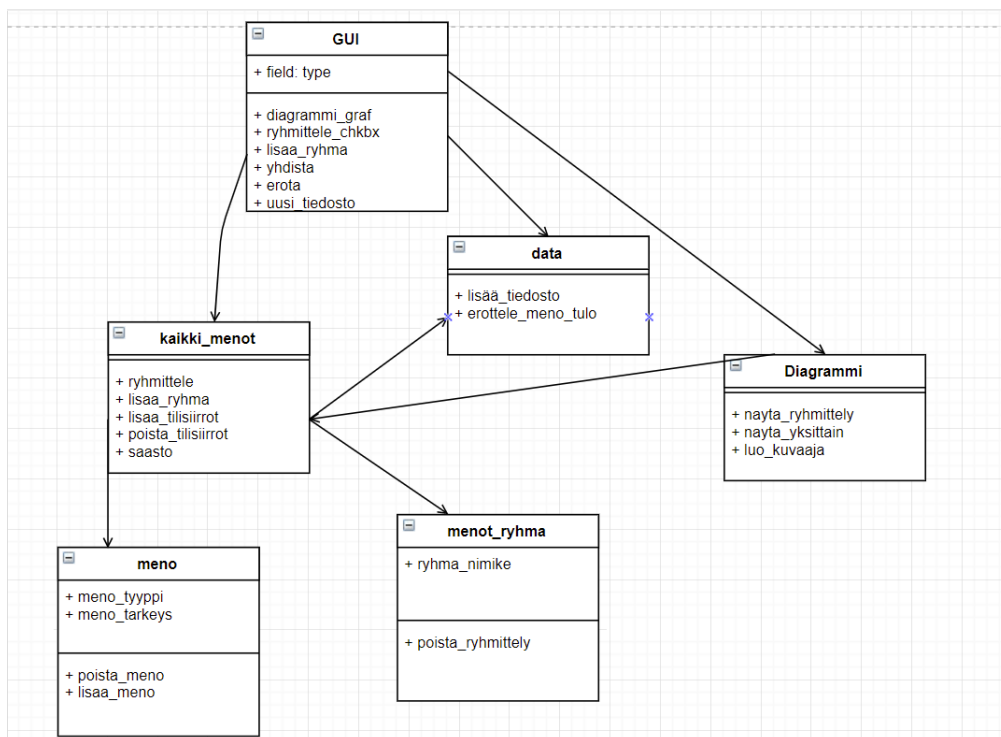 GUI
+ field: type
+ diagrammi_graf
+ ryhmittele_chkbx
+ lisaa_ryhma
+ yhdista
+ erota
+ uusi_tiedosto
data
+ lisää_tiedosto
+ erottele_meno_tulo
kaikki_menot
+ ryhmittele
+ lisaa_ryhma
+ lisaa_tilisiirrot
+ poista_tilisiirrot
+ saasto
Diagrammi
+ nayta_ryhmittely
+ nayta_yksittain
+ luo_kuvaaja
menot_ryhma
+ ryhma_nimike
+ poista_ryhmittely
meno
+ meno_tyyppi
+ meno_tarkeys
+ poista_meno
+ lisaa_meno